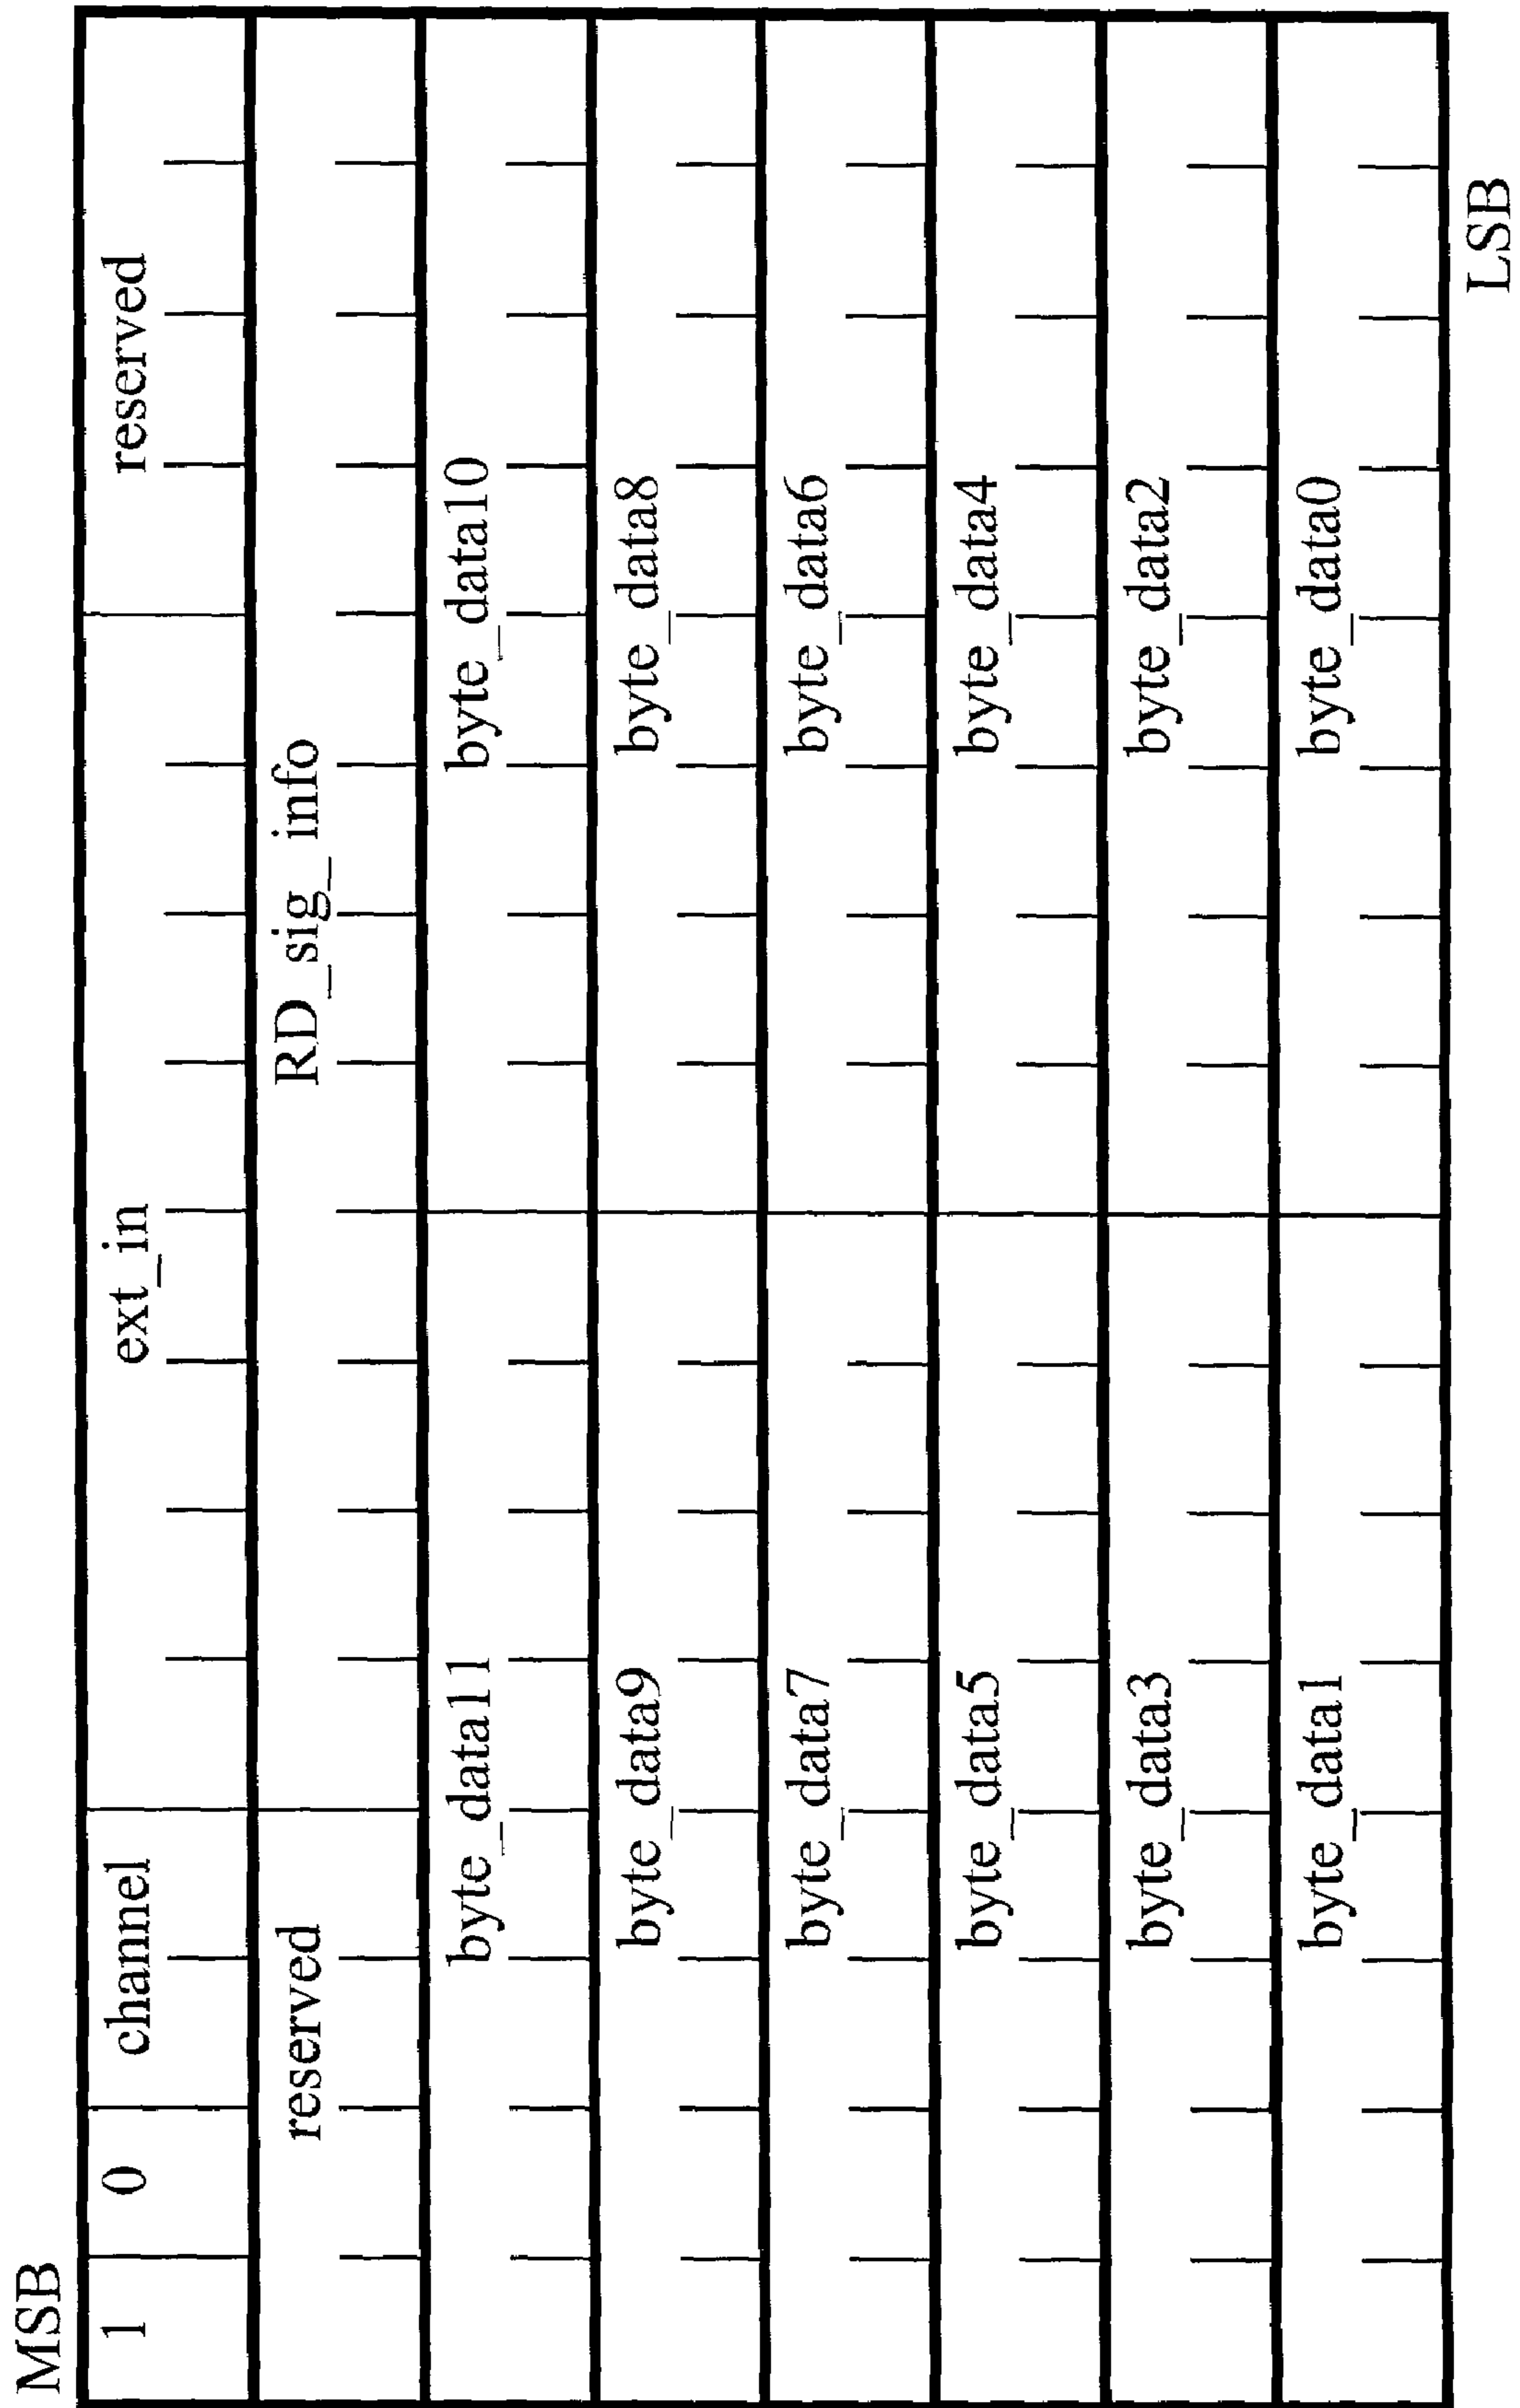 MSB
1 0 channel ext_in reserved
reserved RD_sig_info
byte_data11 byte_data10
byte_data9 byte_data8
byte_data7 byte_data6
byte_data5 byte_data4
byte_data3 byte_data2
byte_data1 byte_data0
LSB